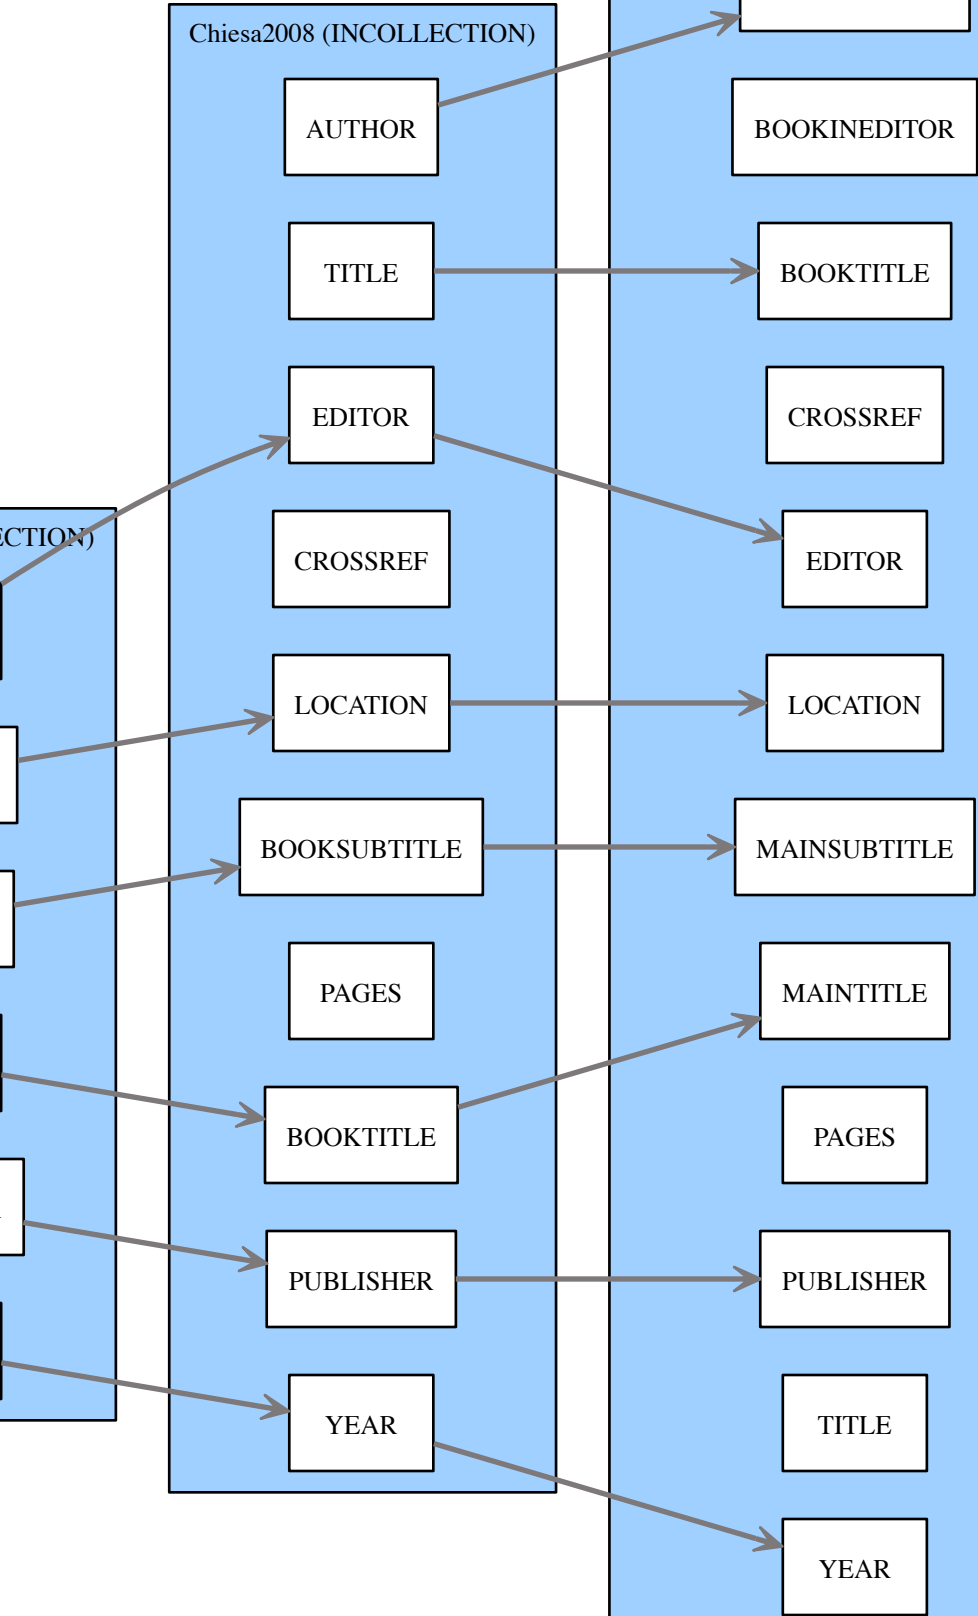 Chiesa2008 (INCOLLECTION)
AUTHOR
TITLE
EDITOR
CROSSREF
LOCATION
BOOKSUBTITLE
PAGES
BOOKTITLE
PUBLISHER
YEAR
BOOKINEDITOR
BOOKTITLE
CROSSREF
EDITOR
LOCATION
MAINSUBTITLE
MAINTITLE
PAGES
PUBLISHER
TITLE
YEAR